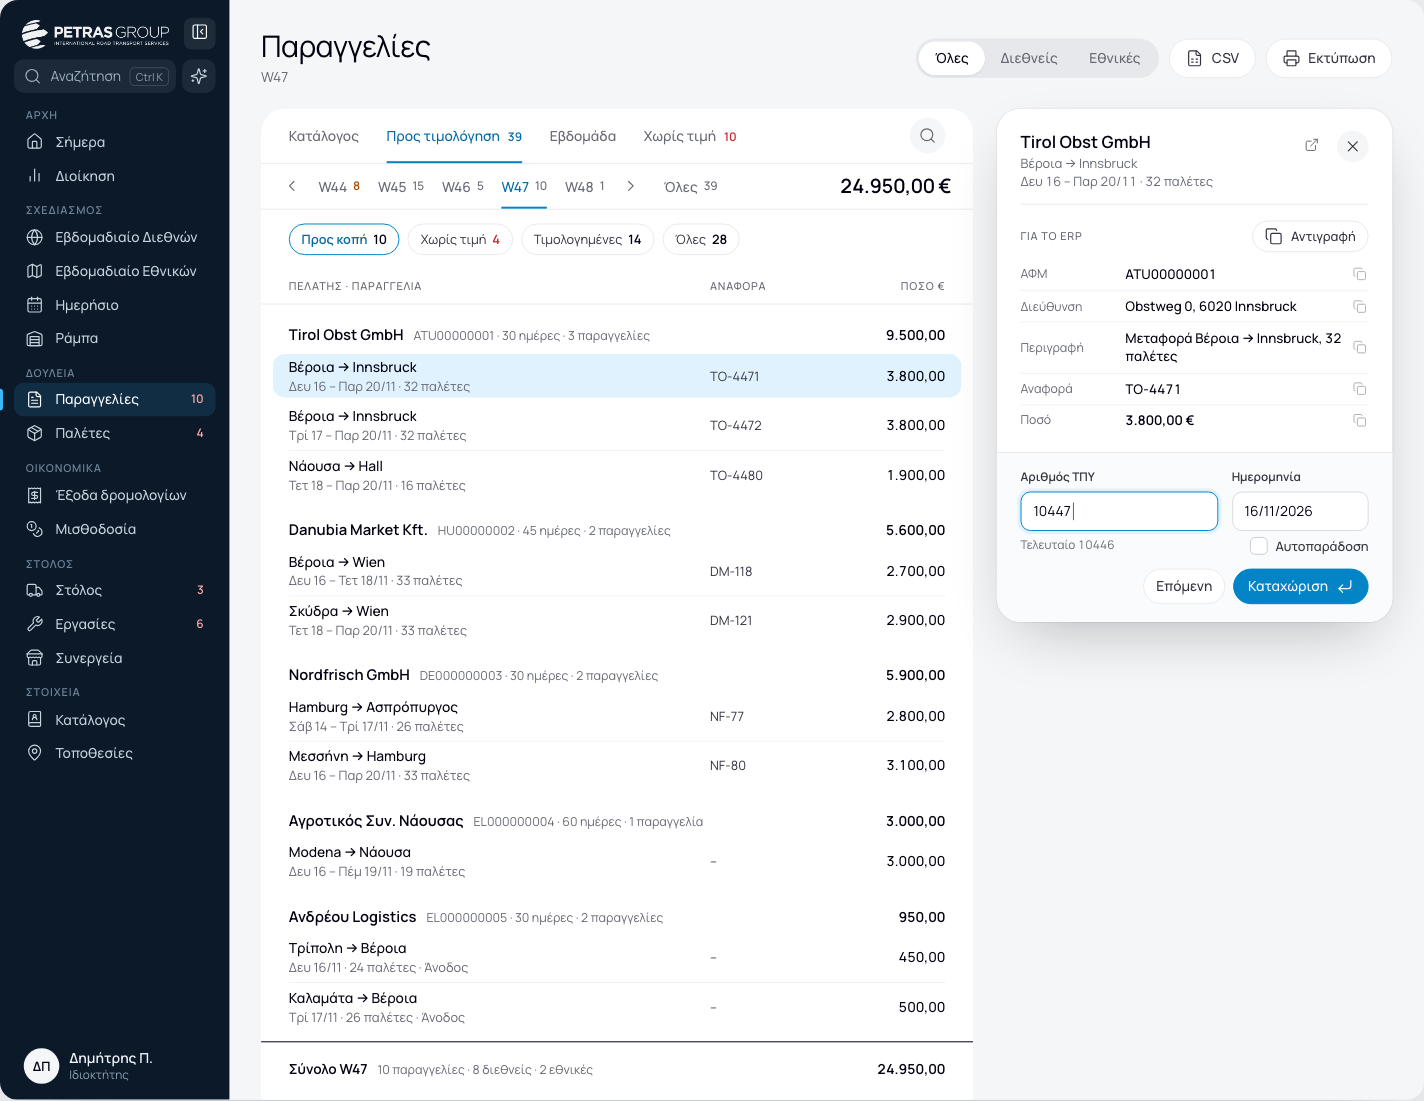 PETRAS GROUP
INTERNATIONAL ROAD TRANSPORT SERVICES
Αναζήτηση Ctrl K
ΑΡΧΗ
Σήμερα
Διοίκηση
ΣΧΕΔΙΑΣΜΟΣ
Εβδομαδιαίο Διεθνών
Εβδομαδιαίο Εθνικών
Ημερήσιο
Ράμπα
ΔΟΥΛΕΙΑ
Παραγγελίες 10
Παλέτες 4
ΟΙΚΟΝΟΜΙΚΑ
Έξοδα δρομολογίων
Μισθοδοσία
ΣΤΟΛΟΣ
Στόλος 3
Εργασίες 6
Συνεργεία
ΣΤΟΙΧΕΙΑ
Κατάλογος
Τοποθεσίες
ΔΠ
Δημήτρης Π.
Ιδιοκτήτης
Παραγγελίες
W47
Όλες Διεθνείς Εθνικές CSV Εκτύπωση
Κατάλογος Προς τιμολόγηση 39 Εβδομάδα Χωρίς τιμή 10
W44 8 W45 15 W46 5 W47 10 W48 1 Όλες 39 24.950,00 €
Προς κοπή 10 Χωρίς τιμή 4 Τιμολογημένες 14 Όλες 28
ΠΕΛΑΤΗΣ · ΠΑΡΑΓΓΕΛΙΑ ΑΝΑΦΟΡΑ ΠΟΣΟ €
Tirol Obst GmbH ATU00000001 · 30 ημέρες · 3 παραγγελίες 9.500,00
Βέροια → Innsbruck
Δευ 16 – Παρ 20/11 · 32 παλέτες TO-4471 3.800,00
Βέροια → Innsbruck
Τρί 17 – Παρ 20/11 · 32 παλέτες TO-4472 3.800,00
Νάουσα → Hall
Τετ 18 – Παρ 20/11 · 16 παλέτες TO-4480 1.900,00
Danubia Market Kft. HU00000002 · 45 ημέρες · 2 παραγγελίες 5.600,00
Βέροια → Wien
Δευ 16 – Τετ 18/11 · 33 παλέτες DM-118 2.700,00
Σκύδρα → Wien
Τετ 18 – Παρ 20/11 · 33 παλέτες DM-121 2.900,00
Nordfrisch GmbH DE000000003 · 30 ημέρες · 2 παραγγελίες 5.900,00
Hamburg → Ασπρόπυργος
Σάβ 14 – Τρί 17/11 · 26 παλέτες NF-77 2.800,00
Μεσσήνη → Hamburg
Δευ 16 – Παρ 20/11 · 33 παλέτες NF-80 3.100,00
Αγροτικός Συν. Νάουσας EL000000004 · 60 ημέρες · 1 παραγγελία 3.000,00
Modena → Νάουσα
Δευ 16 – Πέμ 19/11 · 19 παλέτες – 3.000,00
Ανδρέου Logistics EL000000005 · 30 ημέρες · 2 παραγγελίες 950,00
Τρίπολη → Βέροια
Δευ 16/11 · 24 παλέτες · Άνοδος – 450,00
Καλαμάτα → Βέροια
Τρί 17/11 · 26 παλέτες · Άνοδος – 500,00
Σύνολο W47 10 παραγγελίες · 8 διεθνείς · 2 εθνικές 24.950,00
Tirol Obst GmbH
Βέροια → Innsbruck
Δευ 16 – Παρ 20/11 · 32 παλέτες
ΓΙΑ ΤΟ ERP Αντιγραφή
ΑΦΜ ATU00000001
Διεύθυνση Obstweg 0, 6020 Innsbruck
Περιγραφή Μεταφορά Βέροια → Innsbruck, 32
παλέτες
Αναφορά TO-4471
Ποσό 3.800,00 €
Αριθμός ΤΠΥ Ημερομηνία
10447 16/11/2026
Τελευταίο 10446 Αυτοπαράδοση
Επόμενη Καταχώριση